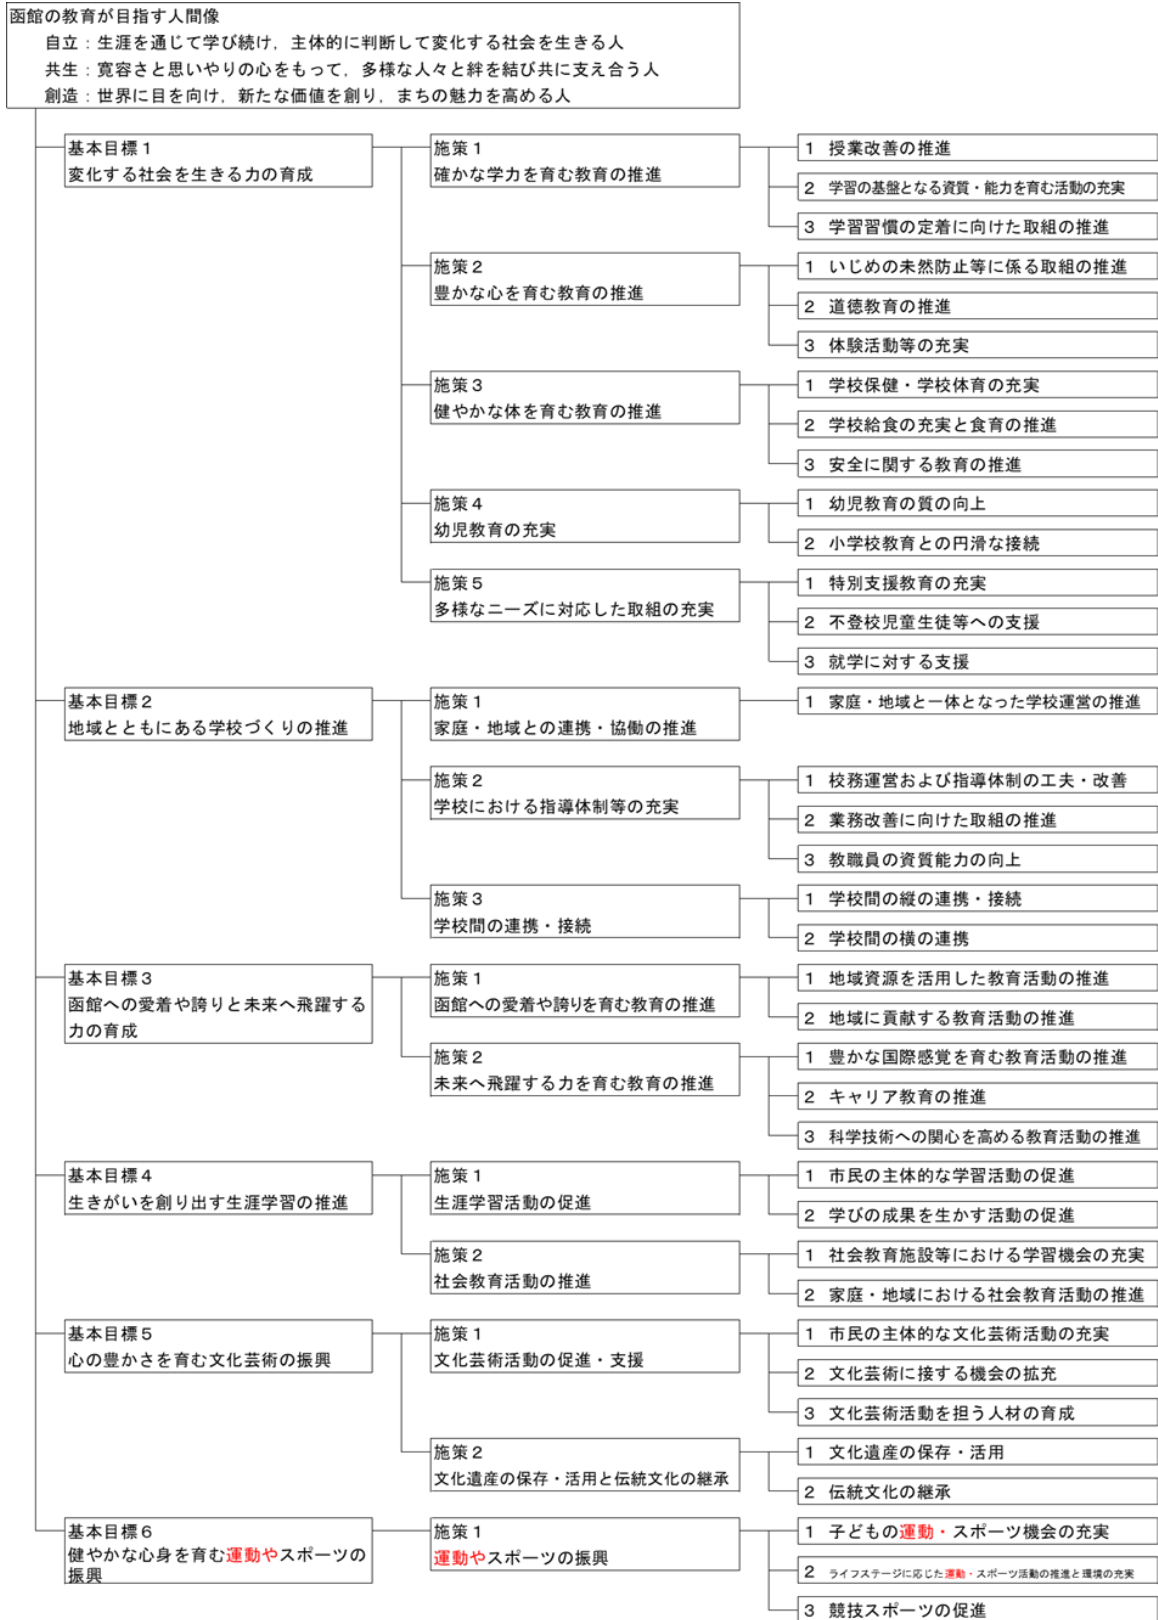 函館の教育が目指す人間像
自立：生涯を通じて学び続け，主体的に判断して変化する社会を生きる人
共生：寛容さと思いやりの心をもって，多様な人々と絆を結び共に支え合う人
創造：世界に目を向け，新たな価値を創り，まちの魅力を高める人
基本目標１
変化する社会を生きる力の育成
施策１
確かな学力を育む教育の推進
1 授業改善の推進
2 学習の基盤となる資質・能力を育む活動の充実
3 学習習慣の定着に向けた取組の推進
施策２
豊かな心を育む教育の推進
1 いじめの未然防止等に係る取組の推進
2 道徳教育の推進
3 体験活動等の充実
施策３
健やかな体を育む教育の推進
1 学校保健・学校体育の充実
2 学校給食の充実と食育の推進
3 安全に関する教育の推進
施策４
幼児教育の充実
1 幼児教育の質の向上
2 小学校教育との円滑な接続
施策５
多様なニーズに対応した取組の充実
1 特別支援教育の充実
2 不登校児童生徒等への支援
3 就学に対する支援
基本目標２
地域とともにある学校づくりの推進
施策１
家庭・地域との連携・協働の推進
1 家庭・地域と一体となった学校運営の推進
施策２
学校における指導体制等の充実
1 校務運営および指導体制の工夫・改善
2 業務改善に向けた取組の推進
3 教職員の資質能力の向上
施策３
学校間の連携・接続
1 学校間の縦の連携・接続
2 学校間の横の連携
基本目標３
函館への愛着や誇りと未来へ飛躍する
力の育成
施策１
函館への愛着や誇りを育む教育の推進
1 地域資源を活用した教育活動の推進
2 地域に貢献する教育活動の推進
施策２
未来へ飛躍する力を育む教育の推進
1 豊かな国際感覚を育む教育活動の推進
2 キャリア教育の推進
3 科学技術への関心を高める教育活動の推進
基本目標４
生きがいを創り出す生涯学習の推進
施策１
生涯学習活動の促進
1 市民の主体的な学習活動の促進
2 学びの成果を生かす活動の促進
施策２
社会教育活動の推進
1 社会教育施設等における学習機会の充実
2 家庭・地域における社会教育活動の推進
基本目標５
心の豊かさを育む文化芸術の振興
施策１
文化芸術活動の促進・支援
1 市民の主体的な文化芸術活動の充実
2 文化芸術に接する機会の拡充
3 文化芸術活動を担う人材の育成
施策２
文化遺産の保存・活用と伝統文化の継承
1 文化遺産の保存・活用
2 伝統文化の継承
基本目標６
健やかな心身を育む運動やスポーツの
振興
施策１
運動やスポーツの振興
1 子どもの運動・スポーツ機会の充実
2 ライフステージに応じた運動・スポーツ活動の推進と環境の充実
3 競技スポーツの促進